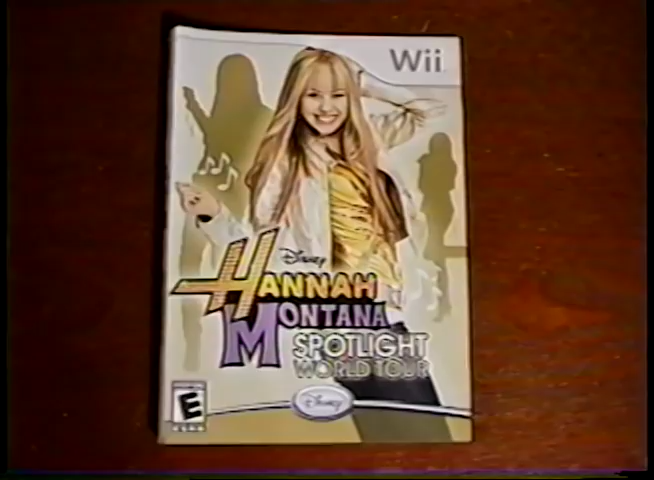 Wii
Disney
HANNAH
MONTANA
SPOTLIGHT
WORLD TOUR
E
Disney